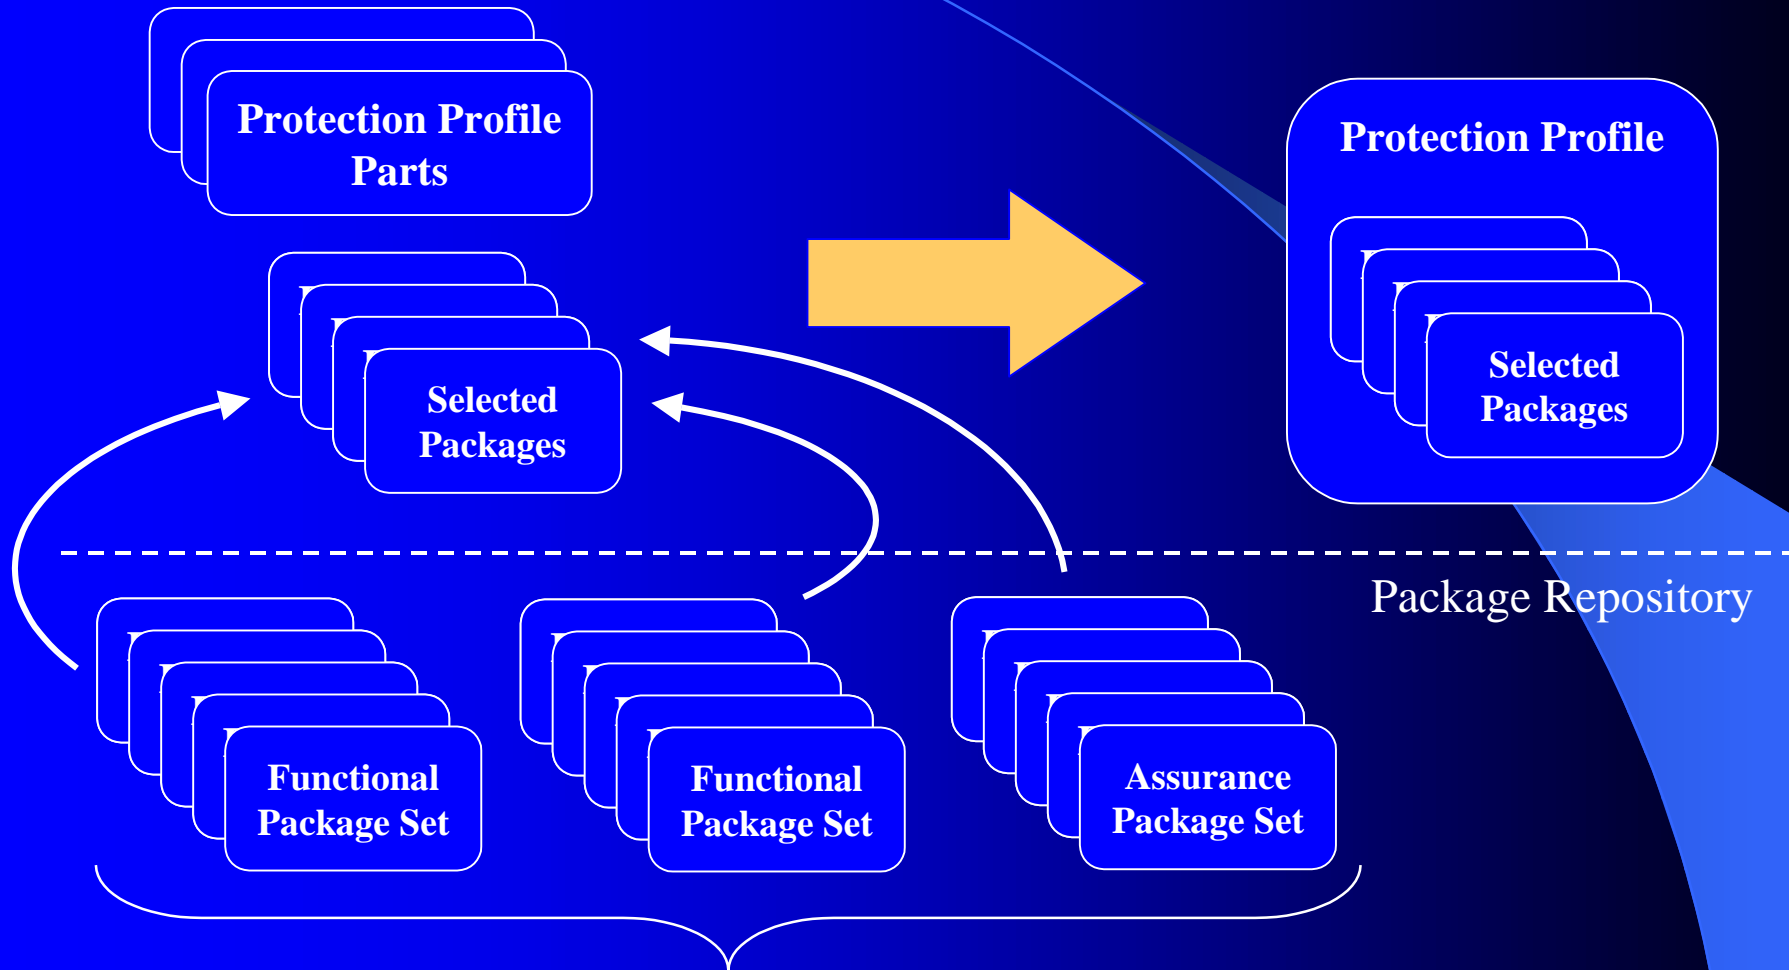 Protection Profile
Parts
Protection Profile
Selected
Packages
Selected
Packages
Package Repository
Functional
Package Set
Functional
Package Set
Assurance
Package Set